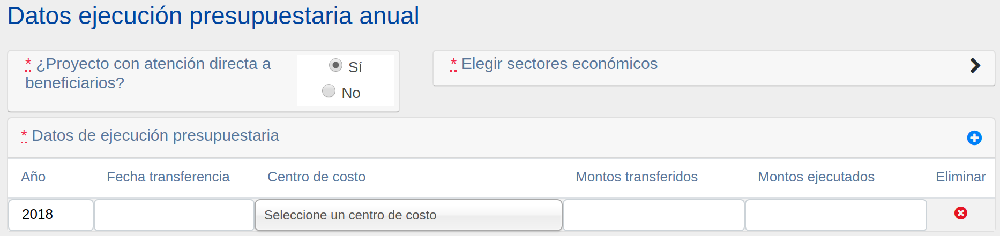 Datos ejecución presupuestaria anual
* ¿Proyecto con atención directa a
beneficiarios?
Sí
No
* Elegir sectores económicos
* Datos de ejecución presupuestaria
Año Fecha transferencia Centro de costo Montos transferidos Montos ejecutados Eliminar
2018 Seleccione un centro de costo